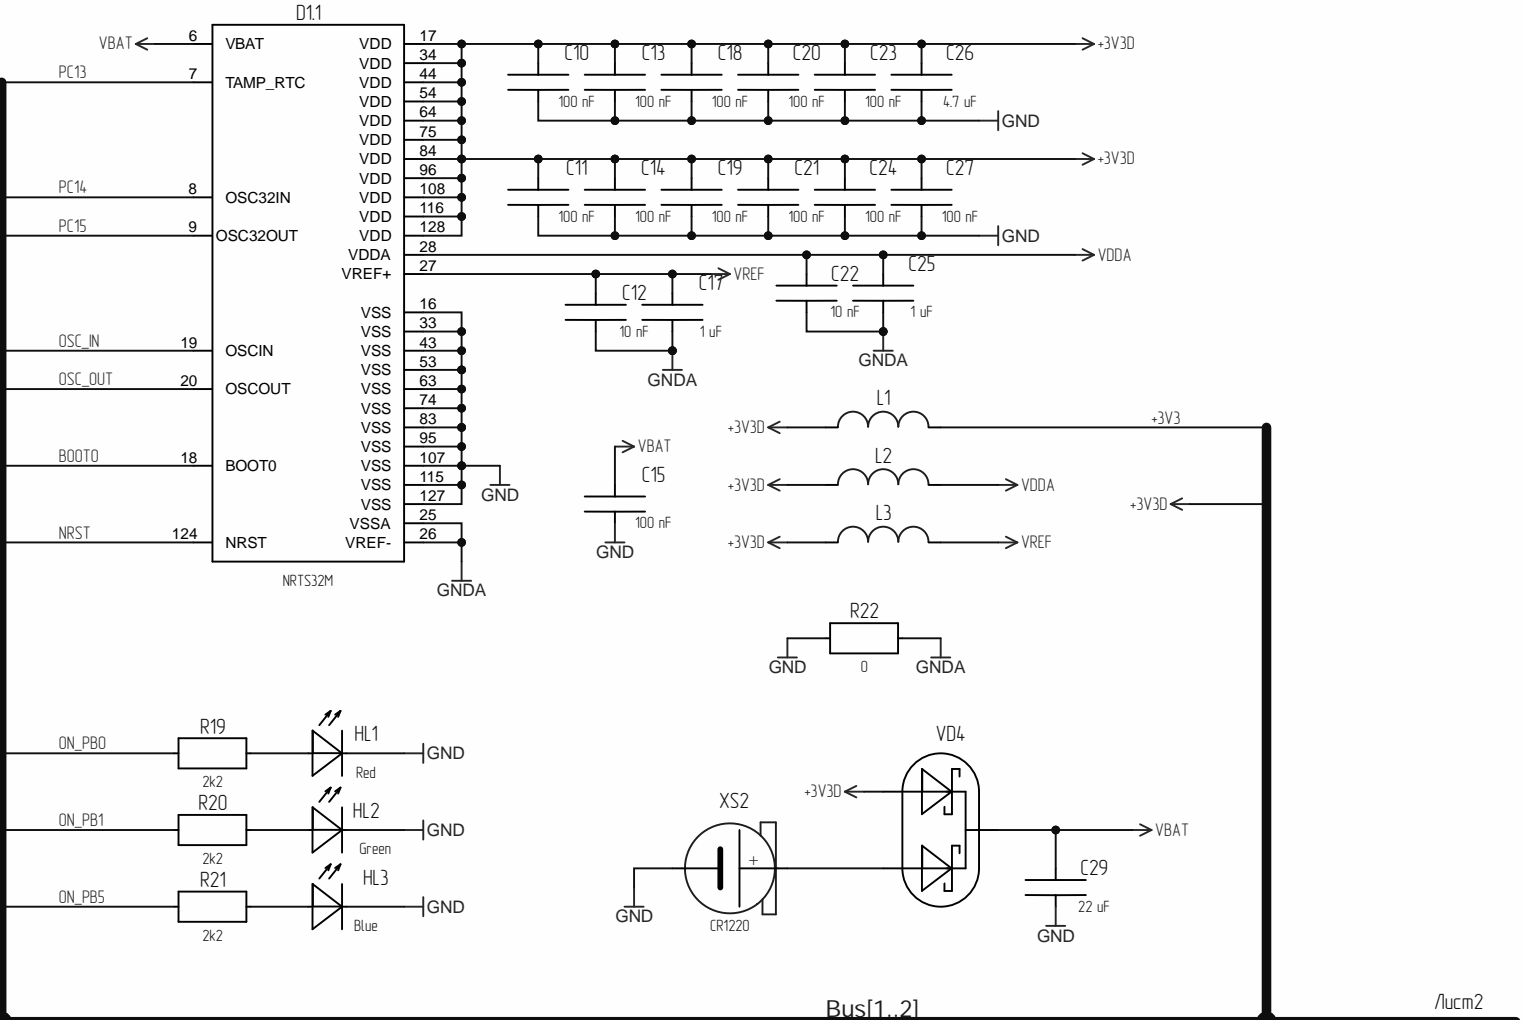 D1.1
VBAT 6 VBAT VDD 17 +3V3D
VDD 34 C10 C13 C18 C20 C23 C26
PC13 7 TAMP_RTC VDD 44
VDD 54 100 nF 100 nF 100 nF 100 nF 100 nF 4.7 uF
VDD 64 GND
VDD 75
VDD 84 +3V3D
VDD 96 C11 C14 C19 C21 C24 C27
PC14 8 OSC32IN VDD 108
VDD 116 100 nF 100 nF 100 nF 100 nF 100 nF 100 nF
PC15 9 OSC32OUT VDD 128 GND
VDDA 28 VDDA
VREF+ 27 VREF C22 C25
C12 C17
VSS 16 10 nF 1 uF
VSS 33 10 nF 1 uF
OSC_IN 19 OSCIN VSS 43
VSS 53 GNDA
VSS 63 GNDA
OSC_OUT 20 OSCOUT
VSS 74 L1
VSS 83 +3V3D +3V3
VSS 95 VBAT L2
BOOT0 18 BOOT0 VSS 107
VSS 115 GND C15 +3V3D VDDA
VSS 127 +3V3D
VSSA 25 100 nF L3
NRST 124 NRST VREF- 26 GND +3V3D VREF
NRTS32M GNDA
R22
GND 0 GNDA
ON_PB0 R19 HL1 GND
2k2 Red
ON_PB1 R20 HL2 GND
2k2 Green
ON_PB5 R21 HL3 GND
2k2 Blue
VD4
+3V3D
XS2
VBAT
+
C29
GND 22 uF
CR1220
GND
Bus[1..2]
Лист2